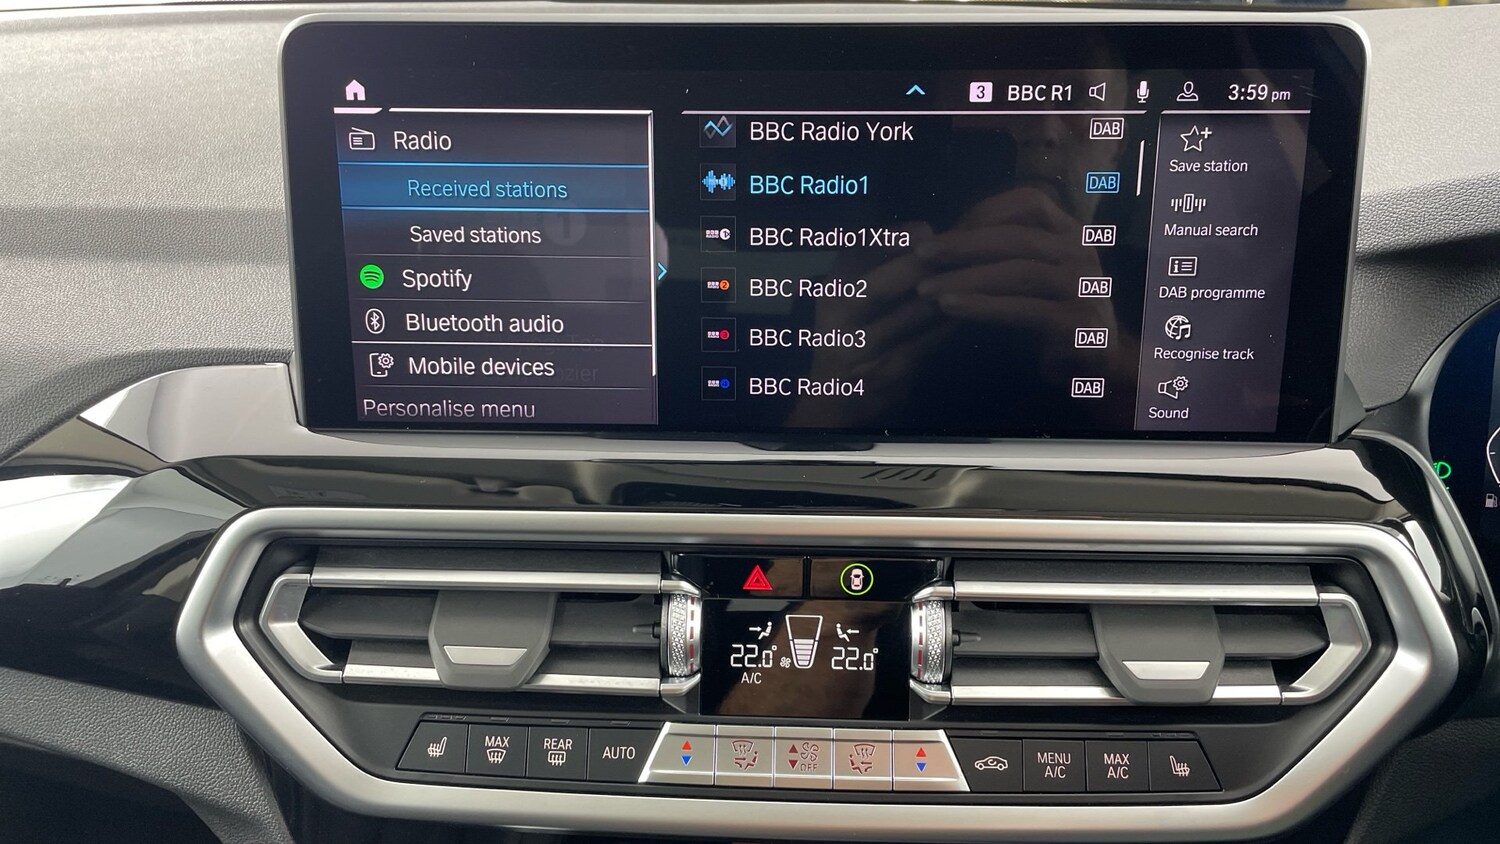 3 BBC R1 3:59 pm
Radio
Received stations
Saved stations
Spotify
Bluetooth audio
Mobile devices
Personalise menu
BBC Radio York DAB
BBC Radio1 DAB
BBC Radio1Xtra DAB
BBC Radio2 DAB
BBC Radio3 DAB
BBC Radio4 DAB
Save station
Manual search
DAB programme
Recognise track
Sound
22.0° 22.0°
A/C
MAX
REAR
AUTO
OFF
MENU A/C
MAX A/C